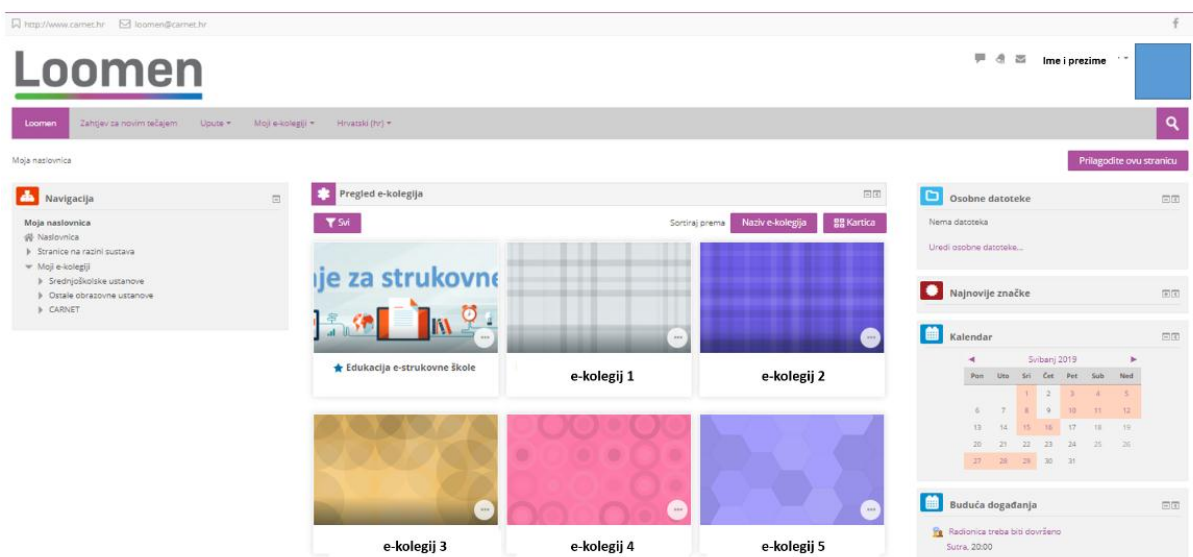 http://www.carnet.hr loomen@carnet.hr
Loomen
Ime i prezime
Loomen Zahtjev za novim tečajem Upute Moji e-kolegiji Hrvatski (hr)
Moja naslovnica
Prilagodite ovu stranicu
Navigacija
Moja naslovnica
Naslovnica
Stranice na razini sustava
Moji e-kolegiji
Srednjoškolske ustanove
Ostale obrazovne ustanove
CARNET
Pregled e-kolegija
Svi
Sortiraj prema Naziv e-kolegija Kartica
je za strukovne
Edukacija e-strukovne škole
e-kolegij 1
e-kolegij 2
e-kolegij 3
e-kolegij 4
e-kolegij 5
Osobne datoteke
Nema datoteka
Uredi osobne datoteke...
Najnovije značke
Kalendar
Svibanj 2019
Pon Uto Sri Čet Pet Sub Ned
1 2 3 4 5
6 7 8 9 10 11 12
13 14 15 16 17 18 19
20 21 22 23 24 25 26
27 28 29 30 31
Buduća događanja
Radionica treba biti dovršeno
Sutra, 20:00